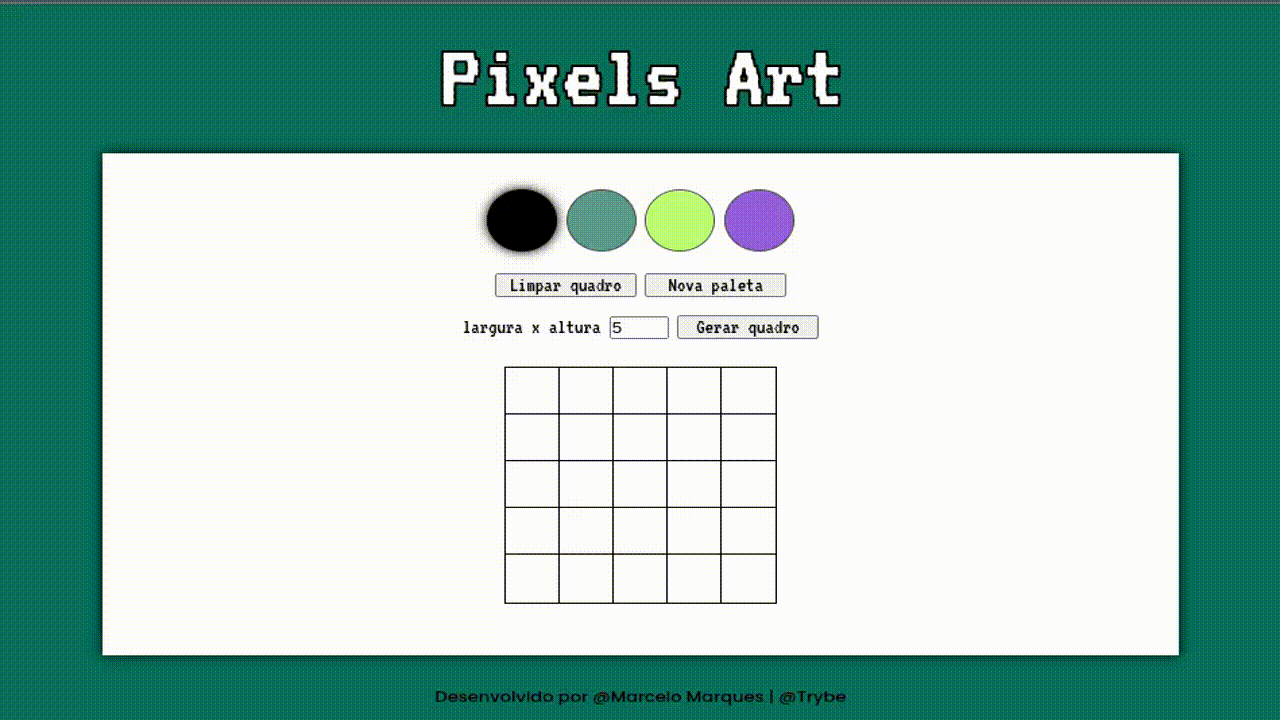 Pixels Art
Limpar quadro Nova paleta
largura x altura 5 Gerar quadro
Desenvolvido por @Marcelo Marques | @Trybe